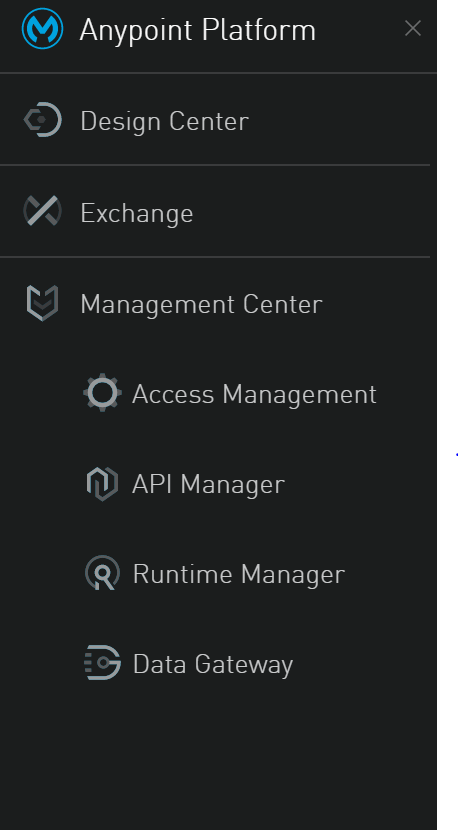 Anypoint Platform
Design Center
Exchange
Management Center
Access Management
API Manager
Runtime Manager
Data Gateway